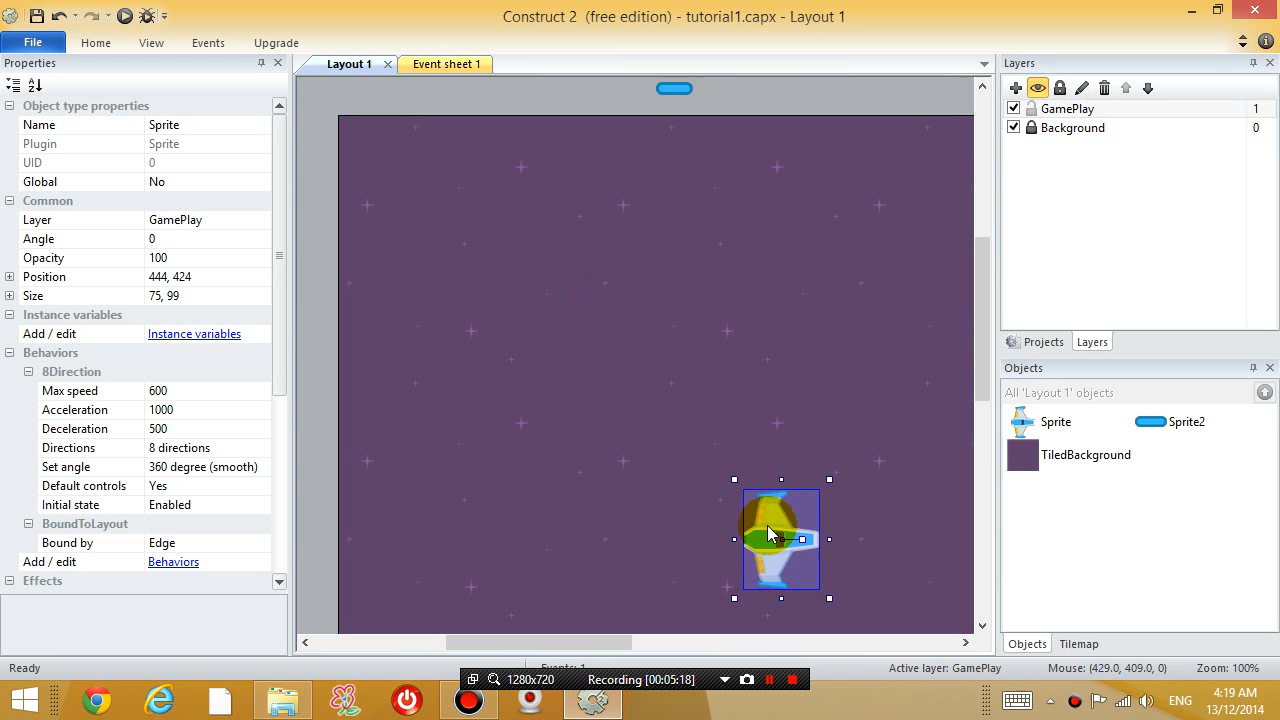 Construct 2 (free edition) - tutorial1.capx - Layout 1
File Home View Events Upgrade
Properties
Layout 1
Event sheet 1
Object type properties
Name Sprite
Plugin Sprite
UID 0
Global No
Common
Layer GamePlay
Angle 0
Opacity 100
Position 444, 424
Size 75, 99
Instance variables
Add / edit Instance variables
Behaviors
8Direction
Max speed 600
Acceleration 1000
Deceleration 500
Directions 8 directions
Set angle 360 degree (smooth)
Default controls Yes
Initial state Enabled
BoundToLayout
Bound by Edge
Add / edit Behaviors
Effects
Layers
GamePlay 1
Background 0
Projects Layers
Objects
All 'Layout 1' objects
Sprite Sprite2
TiledBackground
Objects Tilemap
Ready
Active layer: GamePlay Mouse: (429.0, 409.0, 0) Zoom: 100%
1280x720 Recording [00:05:18]
ENG
4:19 AM
13/12/2014